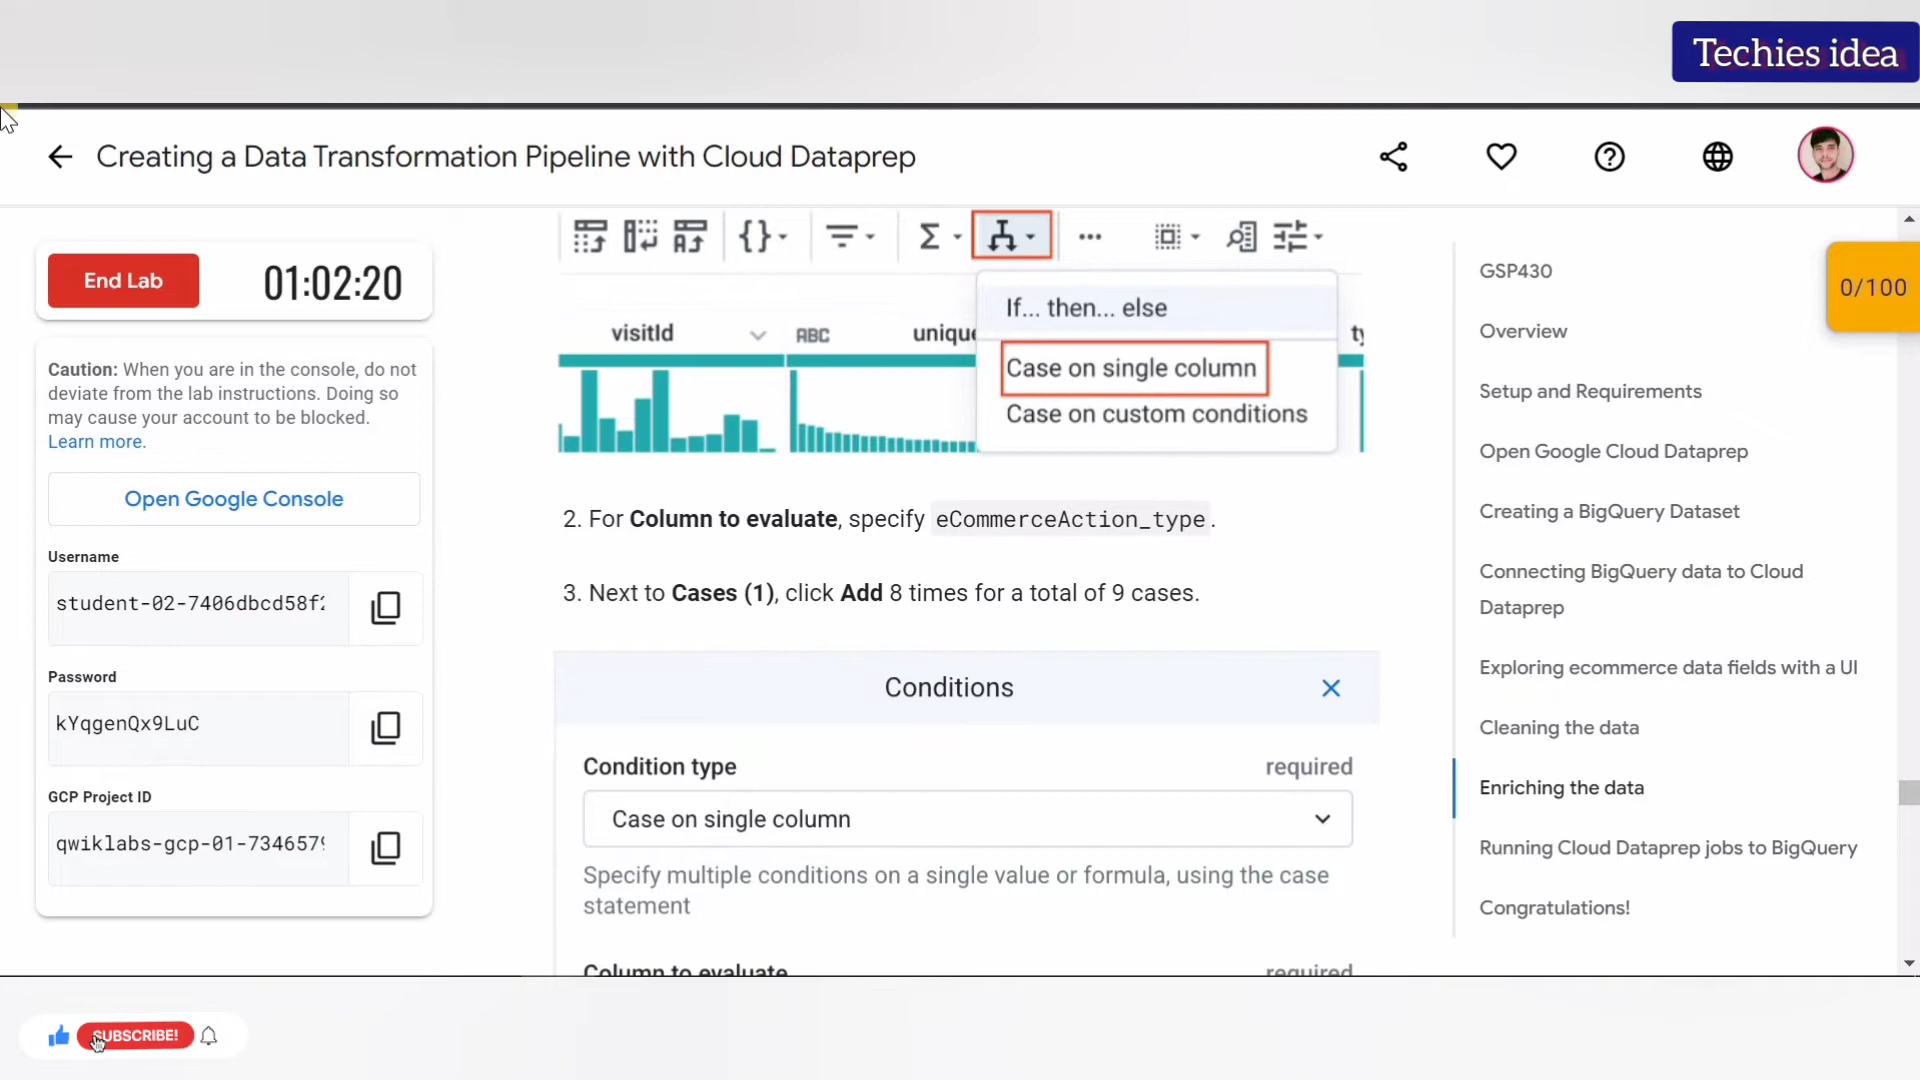 Techies idea
Creating a Data Transformation Pipeline with Cloud Dataprep
End Lab
01:02:20
Caution: When you are in the console, do not
deviate from the lab instructions. Doing so
may cause your account to be blocked.
Learn more.
Open Google Console
Username
student-02-7406dbcd58f2
Password
kYqgenQx9LuC
GCP Project ID
qwiklabs-gcp-01-7346579
visitId
ABC
unique
If... then... else
Case on single column
Case on custom conditions
2. For Column to evaluate, specify eCommerceAction_type.
3. Next to Cases (1), click Add 8 times for a total of 9 cases.
Conditions
Condition type
required
Case on single column
Specify multiple conditions on a single value or formula, using the case
statement
Column to evaluate
required
GSP430
Overview
Setup and Requirements
Open Google Cloud Dataprep
Creating a BigQuery Dataset
Connecting BigQuery data to Cloud
Dataprep
Exploring ecommerce data fields with a UI
Cleaning the data
Enriching the data
Running Cloud Dataprep jobs to BigQuery
Congratulations!
0/100
SUBSCRIBE!